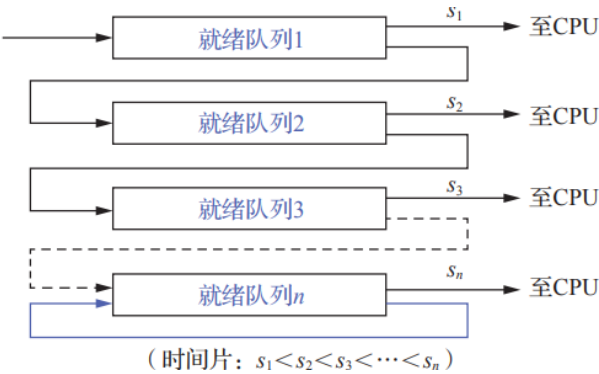 s₁ 至CPU
就绪队列1
s₂ 至CPU
就绪队列2
s₃ 至CPU
就绪队列3
sₙ 至CPU
就绪队列n
（时间片：s₁<s₂<s₃<⋯<sₙ）